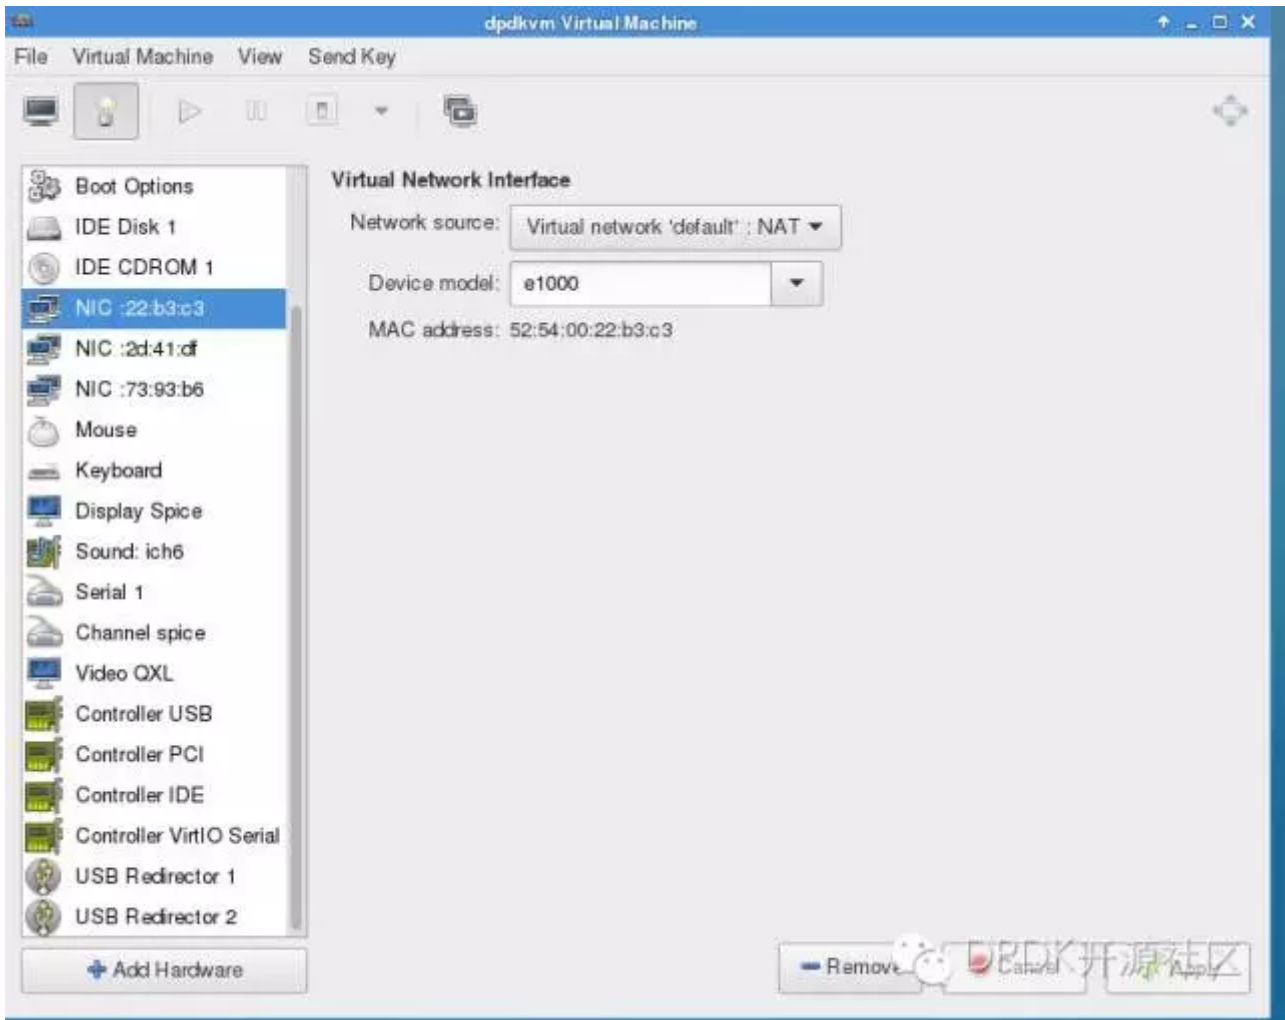 dpdkvm Virtual Machine
File Virtual Machine View Send Key
Boot Options
IDE Disk 1
IDE CDROM 1
NIC :22:b3:c3
NIC :2d:41:df
NIC :73:93:b6
Mouse
Keyboard
Display Spice
Sound: ich6
Serial 1
Channel spice
Video QXL
Controller USB
Controller PCI
Controller IDE
Controller VirtIO Serial
USB Redirector 1
USB Redirector 2
Add Hardware
Virtual Network Interface
Network source: Virtual network 'default' : NAT
Device model: e1000
MAC address: 52:54:00:22:b3:c3
Remove Cancel Apply
DPDK开源社区